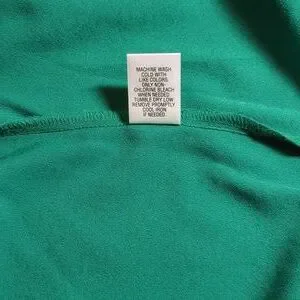 MACHINE WASH
COLD WITH
LIKE COLORS.
ONLY NON-
CHLORINE BLEACH
WHEN NEEDED.
TUMBLE DRY LOW.
REMOVE PROMPTLY.
COOL IRON
IF NEEDED.